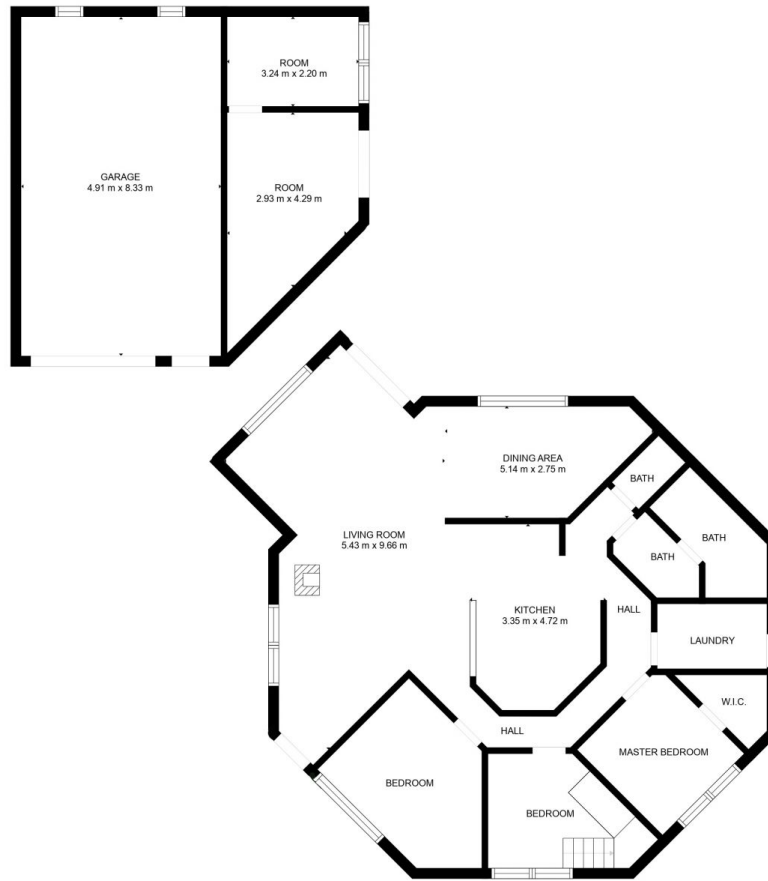 ROOM
3.24 m x 2.20 m
GARAGE
4.91 m x 8.33 m
ROOM
2.93 m x 4.29 m
DINING AREA
5.14 m x 2.75 m
BATH
BATH
LIVING ROOM
5.43 m x 9.66 m
BATH
KITCHEN
3.35 m x 4.72 m
HALL
LAUNDRY
W.I.C.
HALL
MASTER BEDROOM
BEDROOM
BEDROOM